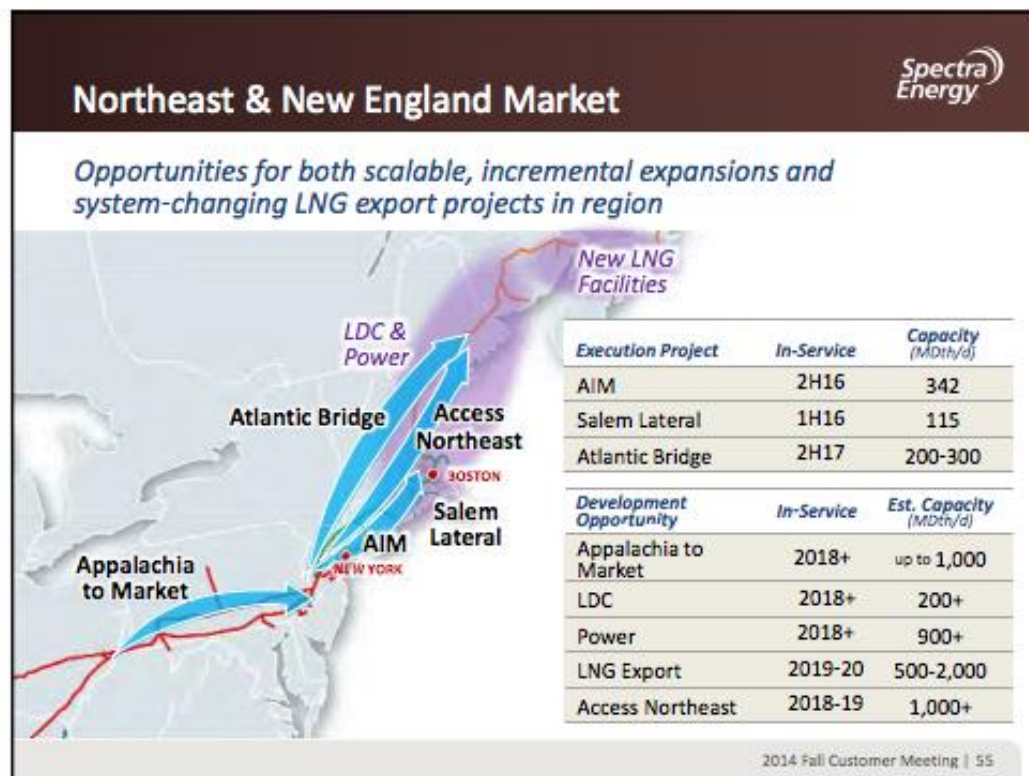 Northeast & New England Market
Spectra
Energy
Opportunities for both scalable, incremental expansions and
system-changing LNG export projects in region
New LNG
Facilities
LDC &
Power
Atlantic Bridge
Access
Northeast
BOSTON
Salem
Lateral
AIM
NEW YORK
Appalachia
to Market
Execution Project In-Service Capacity
(MDth/d)
AIM 2H16 342
Salem Lateral 1H16 115
Atlantic Bridge 2H17 200-300
Development
Opportunity In-Service Est. Capacity
(MDth/d)
Appalachia to
Market 2018+ up to 1,000
LDC 2018+ 200+
Power 2018+ 900+
LNG Export 2019-20 500-2,000
Access Northeast 2018-19 1,000+
2014 Fall Customer Meeting | 55